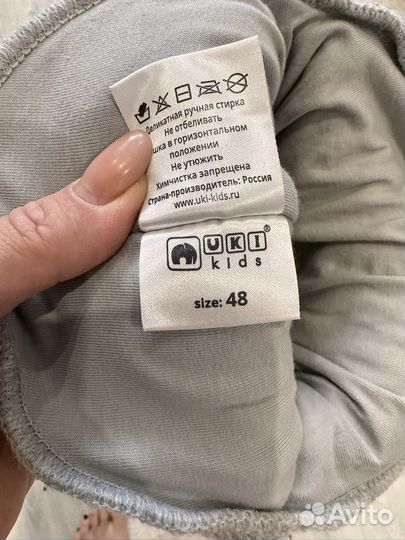 Деликатная ручная стирка
Не отбеливать
в горизонтальном
положении
Не утюжить
Химчистка запрещена
Страна-производитель: Россия
www.uki-kids.ru
UKI®
kids
size: 48
Avito